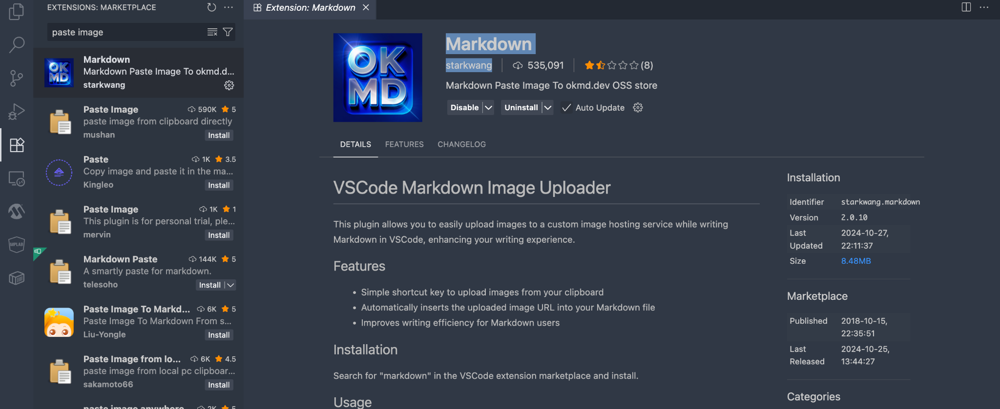 EXTENSIONS: MARKETPLACE
paste image
Markdown
Markdown Paste Image To okmd.d...
starkwang
Paste Image 590K 5
paste image from clipboard directly
mushan Install
Paste 1K 3.5
Copy image and paste it in the ma...
Kingleo Install
Paste Image 1K 1
This plugin is for personal trial, ple...
mervin Install
Markdown Paste 144K 5
A smartly paste for markdown.
telesoho Install
Paste Image To Markd... 6K 5
Paste Image To Markdown From s...
Liu-Yongle Install
Paste Image from lo... 6K 4.5
paste image from local pc clipboar...
sakamoto66 Install
paste image anywhere 2K 5
MPLAB
OK
MD
Extension: Markdown
OK
MD
Markdown
starkwang 535,091 (8)
Markdown Paste Image To okmd.dev OSS store
Disable Uninstall Auto Update
DETAILS FEATURES CHANGELOG
VSCode Markdown Image Uploader
This plugin allows you to easily upload images to a custom image hosting service while writing
Markdown in VSCode, enhancing your writing experience.
Features
• Simple shortcut key to upload images from your clipboard
• Automatically inserts the uploaded image URL into your Markdown file
• Improves writing efficiency for Markdown users
Installation
Search for "markdown" in the VSCode extension marketplace and install.
Usage
Installation
Identifier starkwang.markdown
Version 2.0.10
Last 2024-10-27,
Updated 22:11:37
Size 8.48MB
Marketplace
Published 2018-10-15,
22:35:51
Last 2024-10-25,
Released 13:44:27
Categories